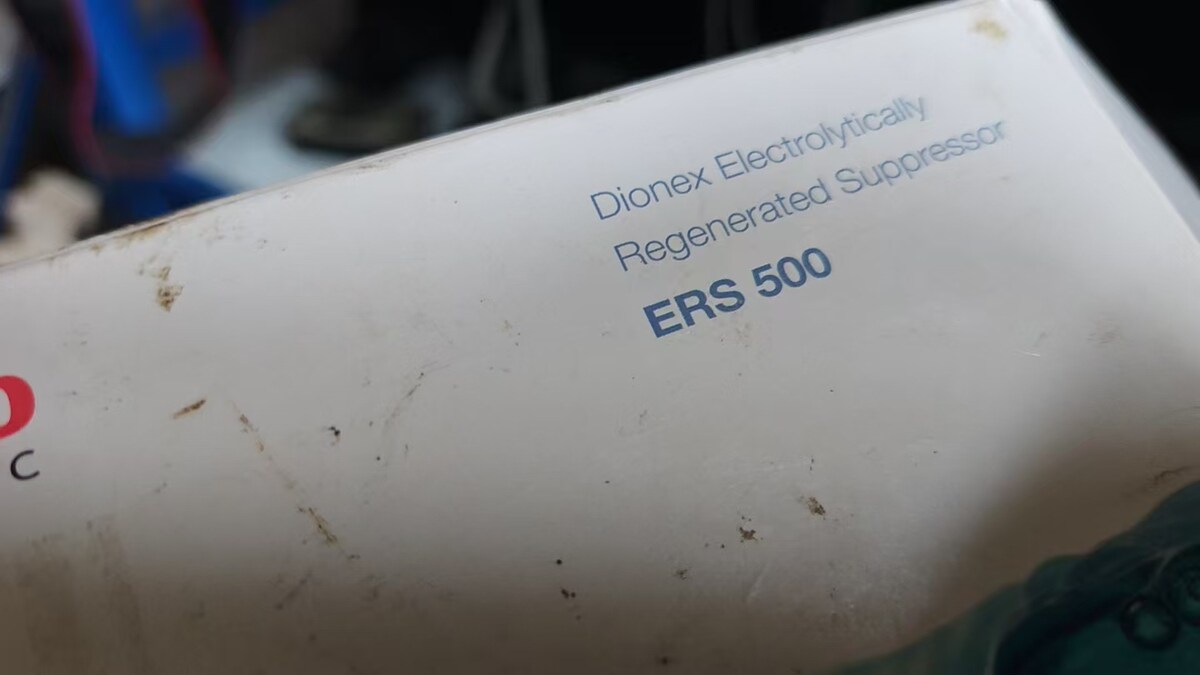 Dionex Electrolytically
Regenerated Suppressor
ERS 500
o
C